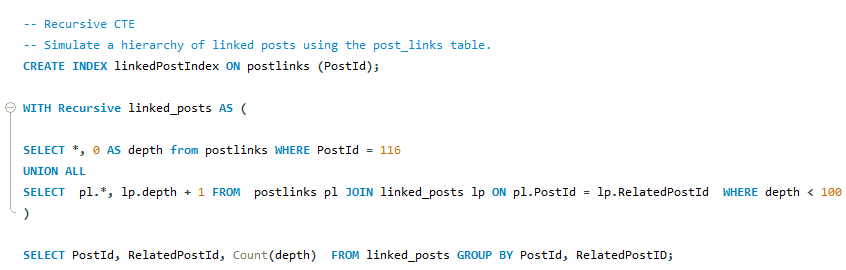 -- Recursive CTE
-- Simulate a hierarchy of linked posts using the post_links table.
CREATE INDEX linkedPostIndex ON postlinks (PostId);
WITH Recursive linked_posts AS (
SELECT *, 0 AS depth from postlinks WHERE PostId = 116
UNION ALL
SELECT  pl.*, lp.depth + 1 FROM  postlinks pl JOIN linked_posts lp ON pl.PostId = lp.RelatedPostId  WHERE depth < 100
)
SELECT PostId, RelatedPostId, Count(depth)  FROM linked_posts GROUP BY PostId, RelatedPostID;